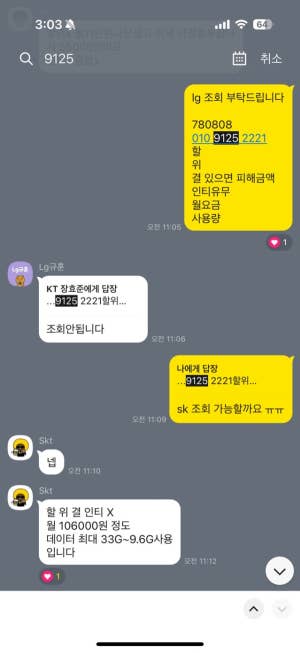 3:03
64
9125
취소
lg 조회 부탁드립니다
780808
010 9125 2221
할
위
결 있으면 피해금액
인티유무
월요금
사용량
오전 11:05
1
Lg규훈
Lg규훈
KT 장효준에게 답장
...9125 2221할위...
조회안됩니다
오전 11:06
나에게 답장
...9125 2221할위...
sk 조회 가능할까요 ㅠㅠ
오전 11:09
Skt
넵
오전 11:10
Skt
할 위 결 인티 X
월 106000원 정도
데이터 최대 33G~9.6G사용
입니다
오전 11:12
1